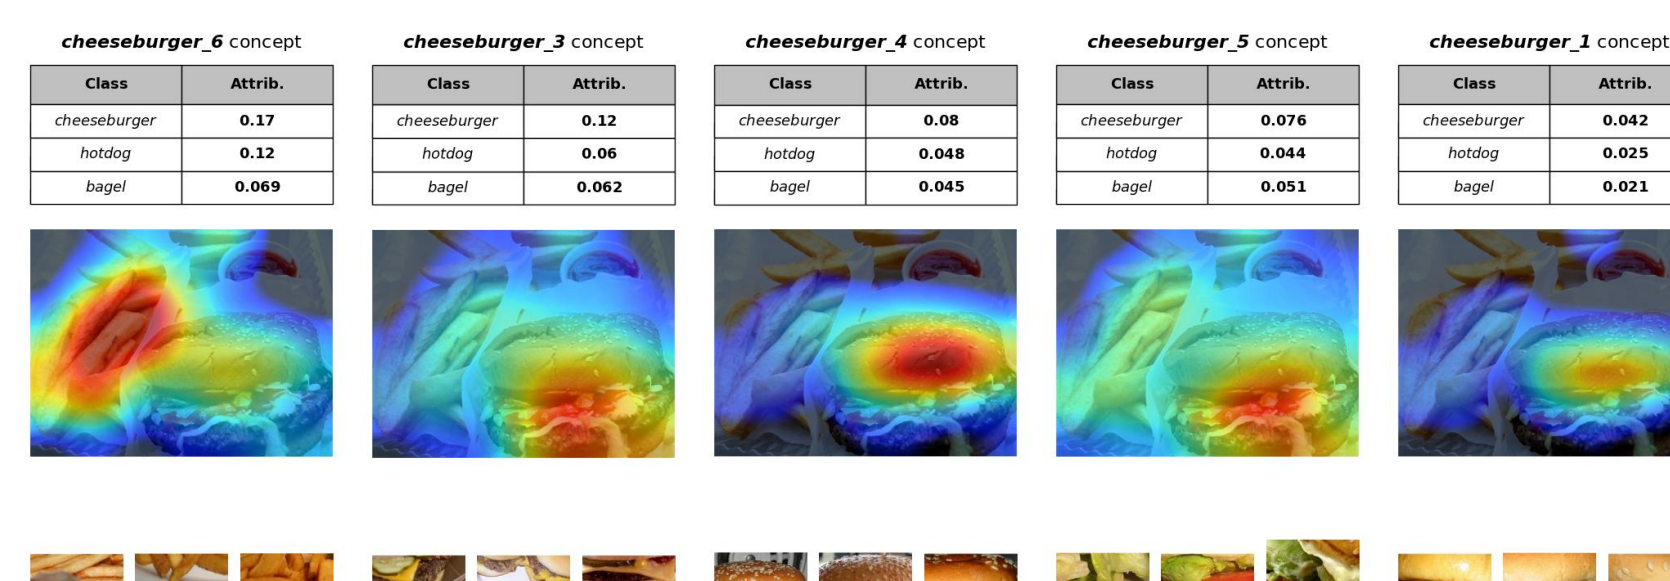 cheeseburger_6 concept
Class Attrib.
cheeseburger 0.17
hotdog 0.12
bagel 0.069
cheeseburger_3 concept
Class Attrib.
cheeseburger 0.12
hotdog 0.06
bagel 0.062
cheeseburger_4 concept
Class Attrib.
cheeseburger 0.08
hotdog 0.048
bagel 0.045
cheeseburger_5 concept
Class Attrib.
cheeseburger 0.076
hotdog 0.044
bagel 0.051
cheeseburger_1 concept
Class Attrib.
cheeseburger 0.042
hotdog 0.025
bagel 0.021